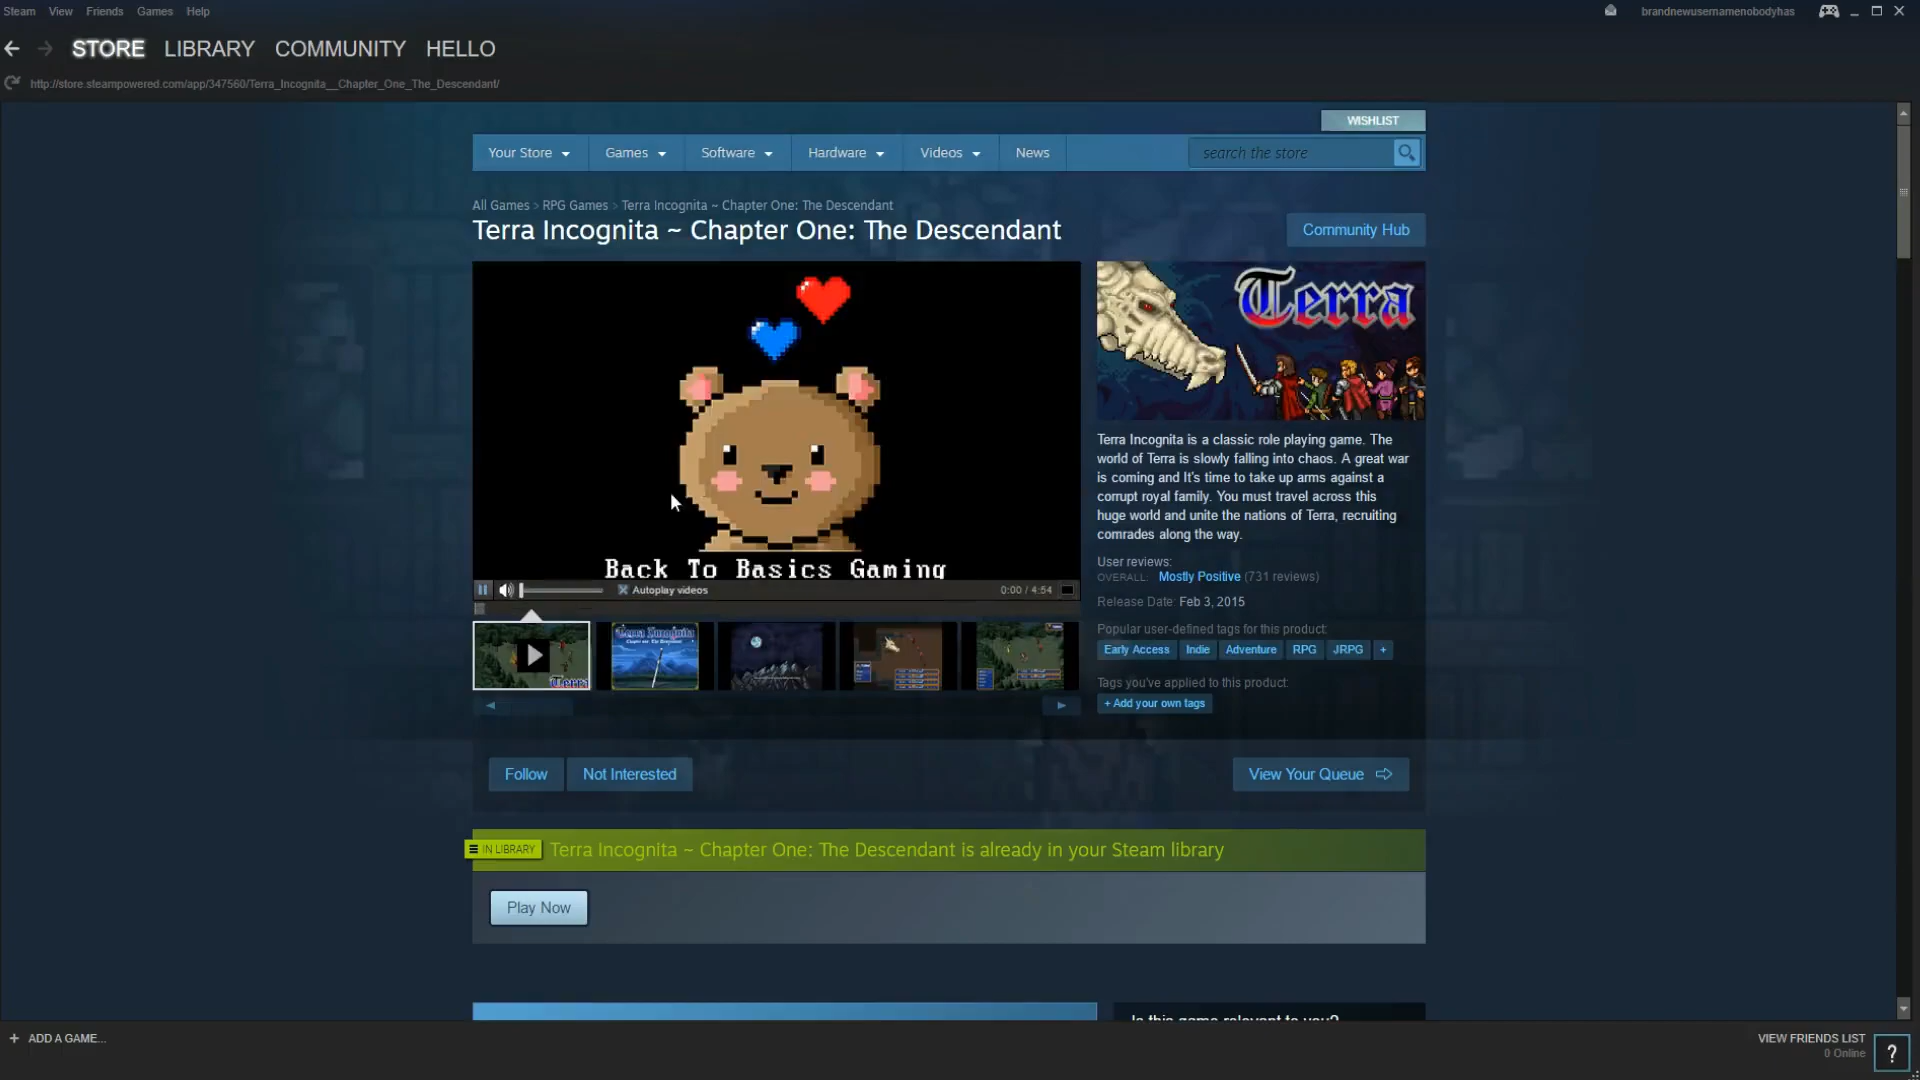 Steam View Friends Games Help
brandnewusernamenobodyhas
STORE LIBRARY COMMUNITY HELLO
http://store.steampowered.com/app/347560/Terra_Incognita__Chapter_One_The_Descendant/
WISHLIST
Your Store Games Software Hardware Videos News search the store
All Games > RPG Games > Terra Incognita ~ Chapter One: The Descendant
Terra Incognita ~ Chapter One: The Descendant
Community Hub
Back To Basics Gaming
Autoplay videos 0:00 / 4:54
Terra
Terra Incognita
Terra
Terra Incognita is a classic role playing game. The
world of Terra is slowly falling into chaos. A great war
is coming and It's time to take up arms against a
corrupt royal family. You must travel across this
huge world and unite the nations of Terra, recruiting
comrades along the way.
User reviews:
OVERALL: Mostly Positive (731 reviews)
Release Date: Feb 3, 2015
Popular user-defined tags for this product:
Early Access Indie Adventure RPG JRPG +
Tags you've applied to this product:
+ Add your own tags
Follow Not Interested View Your Queue
IN LIBRARY Terra Incognita ~ Chapter One: The Descendant is already in your Steam library
Play Now
Is this game relevant to you?
+ ADD A GAME...
VIEW FRIENDS LIST
0 Online
?